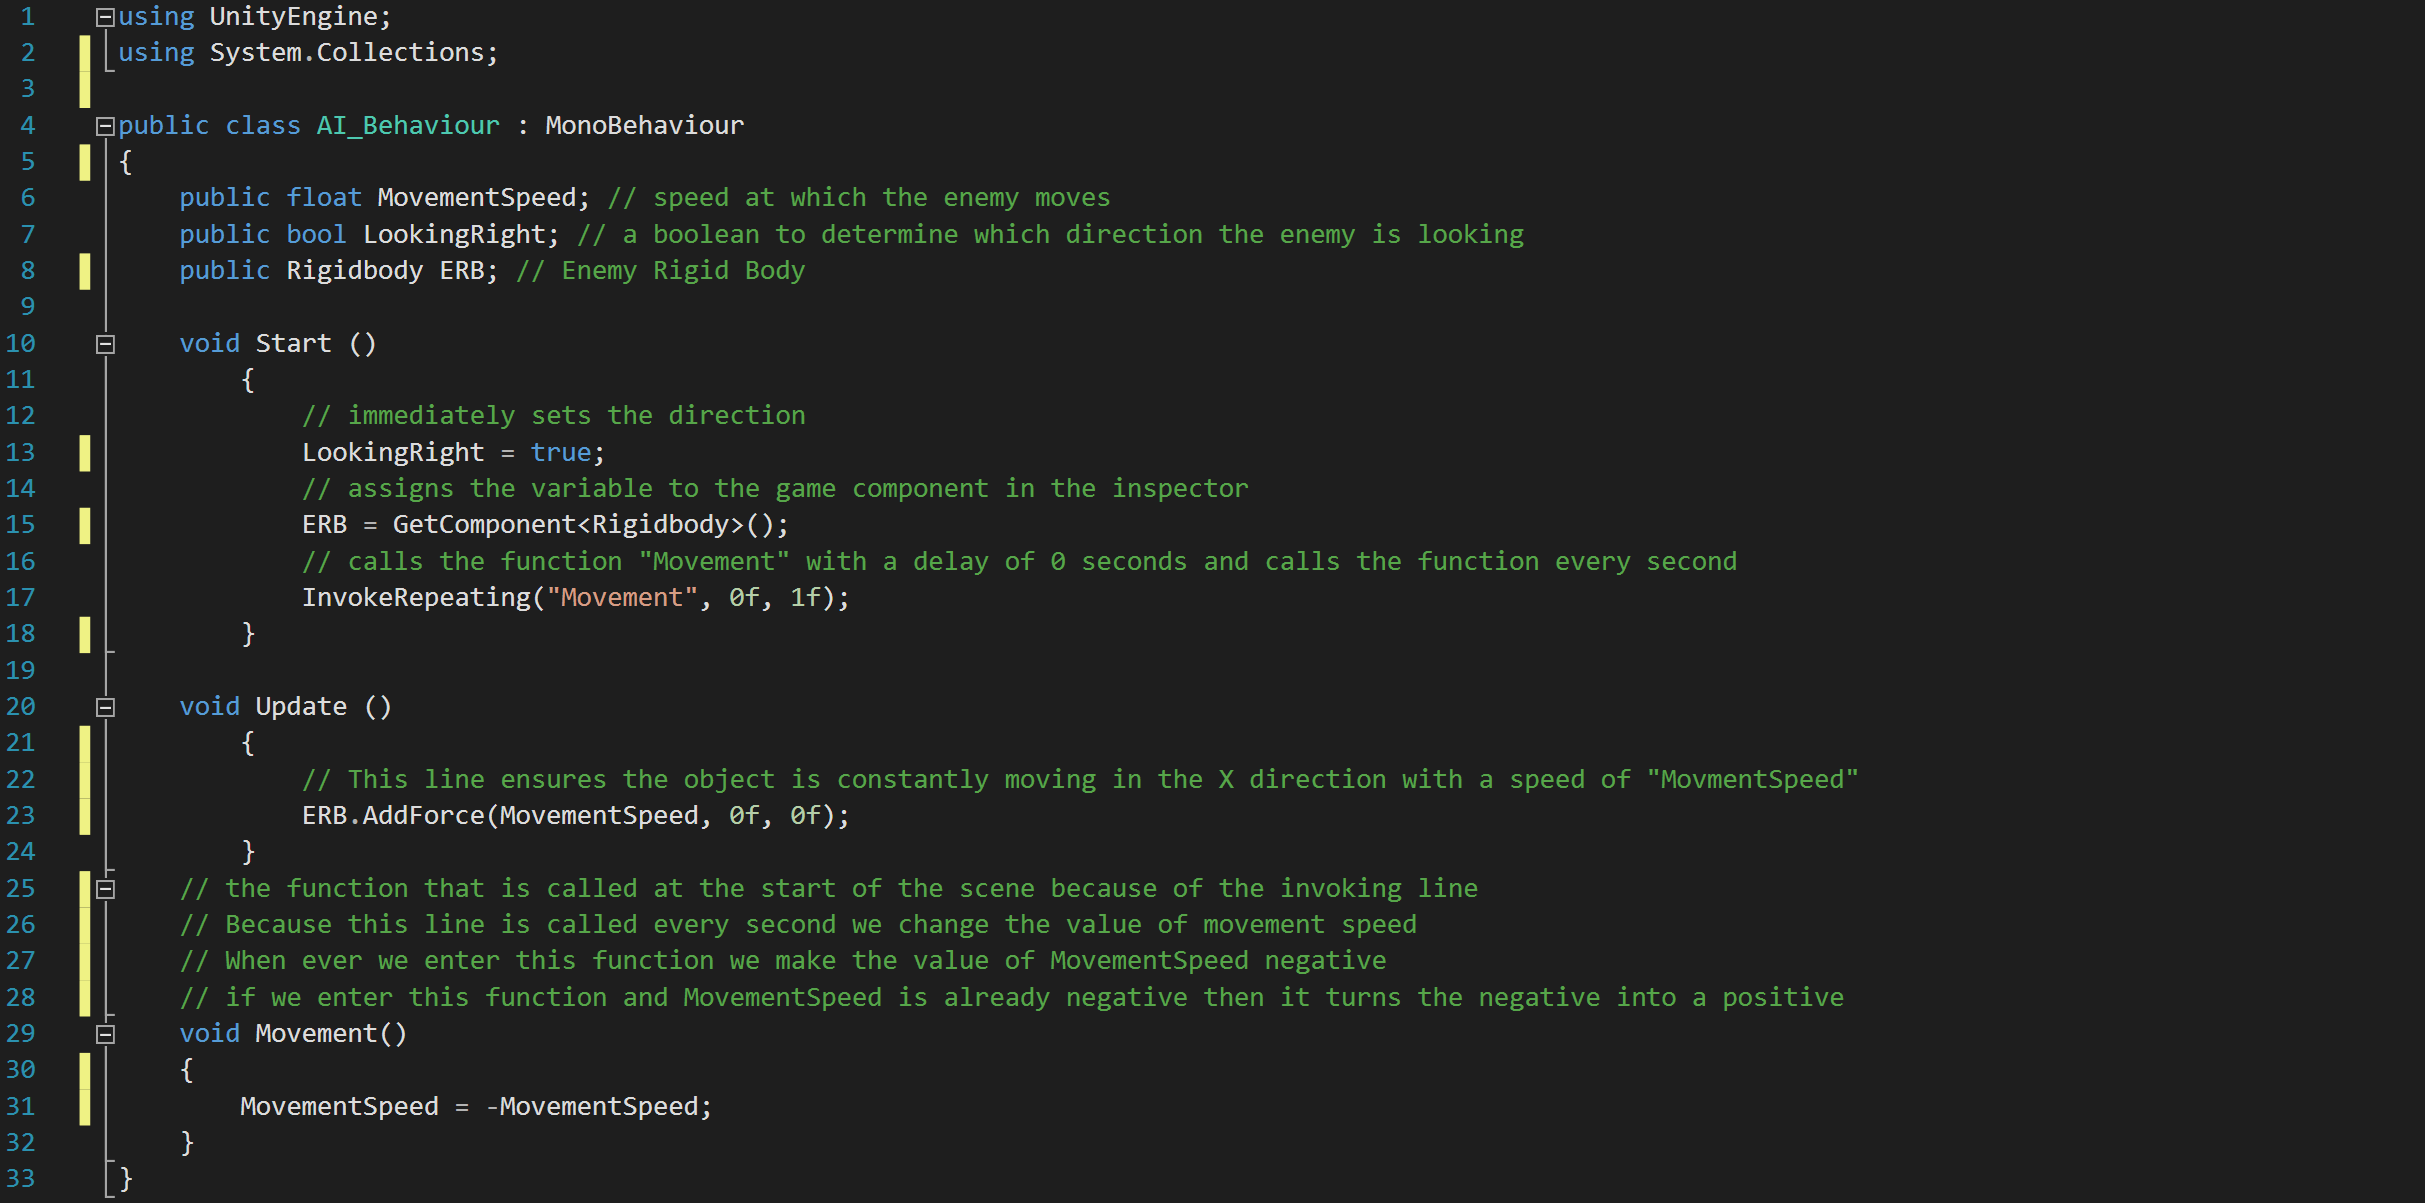 1 using UnityEngine;
2 using System.Collections;
3
4 public class AI_Behaviour : MonoBehaviour
5 {
6 public float MovementSpeed; // speed at which the enemy moves
7 public bool LookingRight; // a boolean to determine which direction the enemy is looking
8 public Rigidbody ERB; // Enemy Rigid Body
9
10 void Start ()
11 {
12 // immediately sets the direction
13 LookingRight = true;
14 // assigns the variable to the game component in the inspector
15 ERB = GetComponent<Rigidbody>();
16 // calls the function "Movement" with a delay of 0 seconds and calls the function every second
17 InvokeRepeating("Movement", 0f, 1f);
18 }
19
20 void Update ()
21 {
22 // This line ensures the object is constantly moving in the X direction with a speed of "MovmentSpeed"
23 ERB.AddForce(MovementSpeed, 0f, 0f);
24 }
25 // the function that is called at the start of the scene because of the invoking line
26 // Because this line is called every second we change the value of movement speed
27 // When ever we enter this function we make the value of MovementSpeed negative
28 // if we enter this function and MovementSpeed is already negative then it turns the negative into a positive
29 void Movement()
30 {
31 MovementSpeed = -MovementSpeed;
32 }
33 }